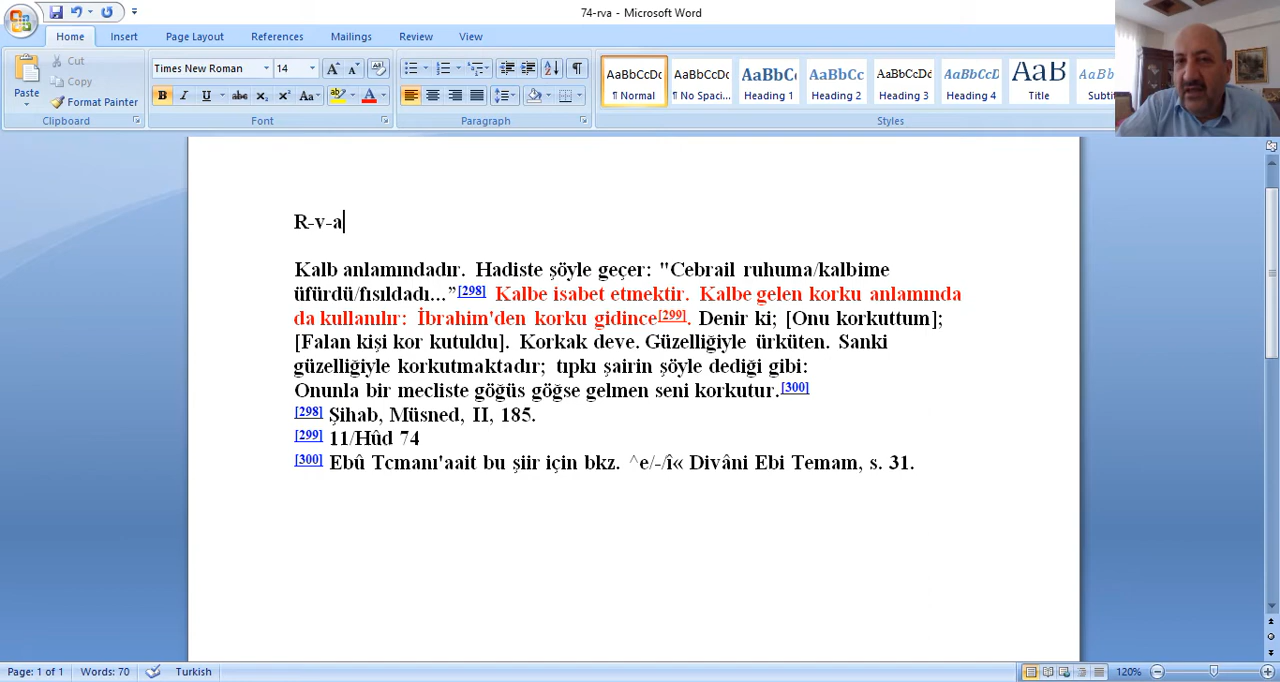 74-rva - Microsoft Word
Home Insert Page Layout References Mailings Review View
Cut
Copy
Paste
Format Painter
Times New Roman 14
AaBbCcDc AaBbCcDc AaBbC AaBbCc AaBbCcDd AaBbCcD AaB AaBb
¶ Normal ¶ No Spaci... Heading 1 Heading 2 Heading 3 Heading 4 Title Subti
Clipboard Font Paragraph Styles
R-v-a
Kalb anlamındadır. Hadiste şöyle geçer: "Cebrail ruhuma/kalbime
üfürdü/fısıldadı...”[298] Kalbe isabet etmektir. Kalbe gelen korku anlamında
da kullanılır: İbrahim'den korku gidince[299]. Denir ki; [Onu korkuttum];
[Falan kişi kor kutuldu]. Korkak deve. Güzelliğiyle ürküten. Sanki
güzelliğiyle korkutmaktadır; tıpkı şairin şöyle dediği gibi:
Onunla bir mecliste göğüs göğse gelmen seni korkutur.[300]
[298] Şihab, Müsned, II, 185.
[299] 11/Hûd 74
[300] Ebû Tcmanı'aait bu şiir için bkz. ^e/-/î« Divâni Ebi Temam, s. 31.
Page: 1 of 1 Words: 70 Turkish 120%